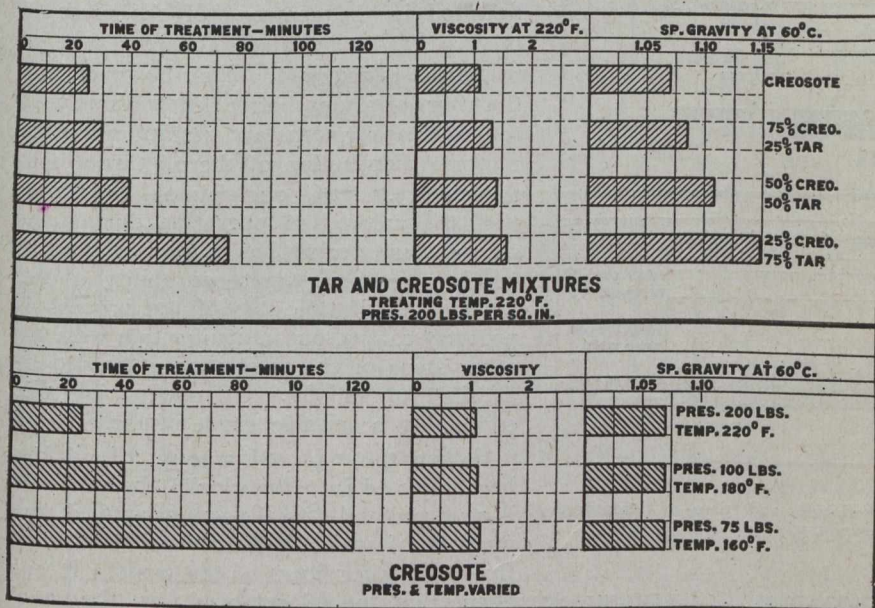 TIME OF TREATMENT—MINUTES VISCOSITY AT 220°F. SP. GRAVITY AT 60°C.
0 20 40 60 80 100 120 0 1 2 1.05 1.10 1.15
CREOSOTE
75% CREO.
25% TAR
50% CREO.
50% TAR
25% CREO.
75% TAR
TAR AND CREOSOTE MIXTURES
TREATING TEMP. 220°F.
PRES. 200 LBS. PER SQ. IN.
TIME OF TREATMENT—MINUTES VISCOSITY SP. GRAVITY AT 60°C.
0 20 40 60 80 10 120 0 1 2 1.05 1.10
PRES. 200 LBS.
TEMP. 220°F.
PRES. 100 LBS.
TEMP. 180°F.
PRES. 75 LBS.
TEMP. 160°F.
CREOSOTE
PRES. & TEMP. VARIED